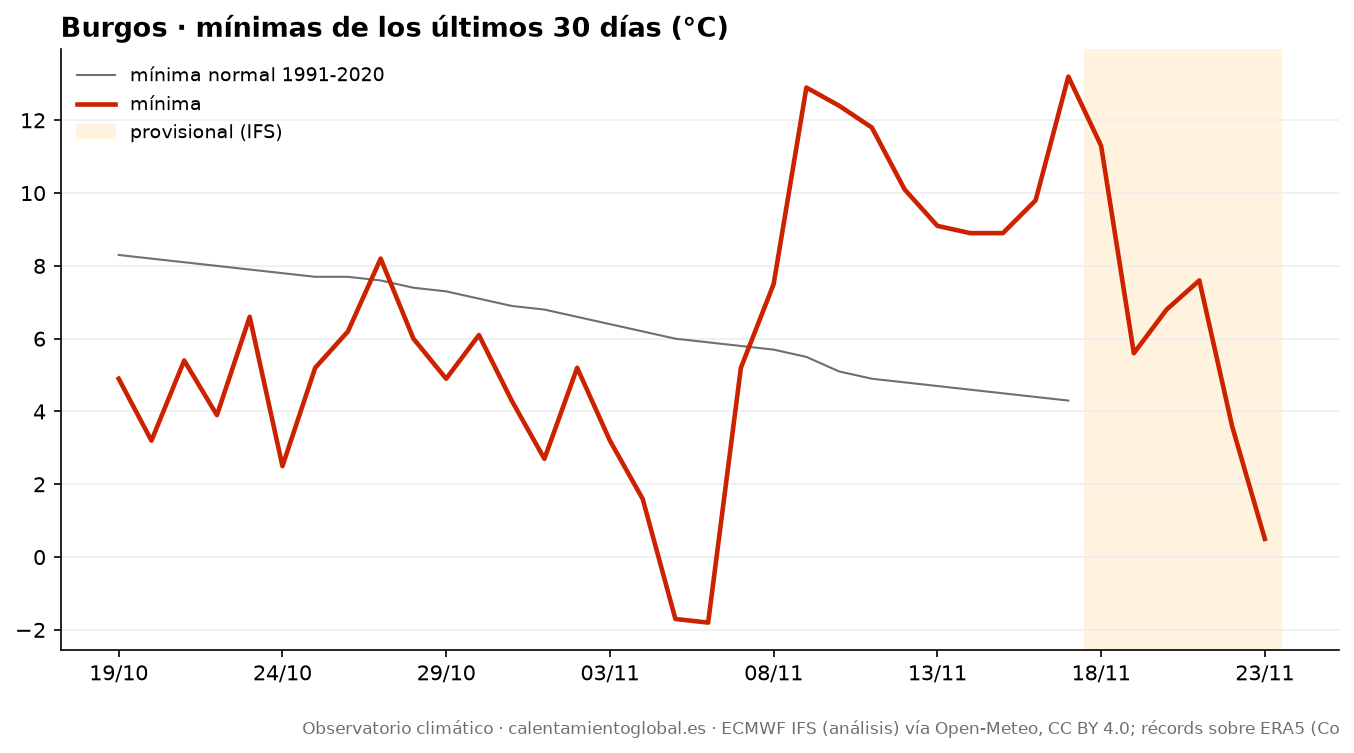 Burgos · mínimas de los últimos 30 días (°C)
mínima normal 1991-2020
mínima
provisional (IFS)
12
10
8
6
4
2
0
−2
19/10 24/10 29/10 03/11 08/11 13/11 18/11 23/11
Observatorio climático · calentamientoglobal.es · ECMWF IFS (análisis) vía Open-Meteo, CC BY 4.0; récords sobre ERA5 (Co